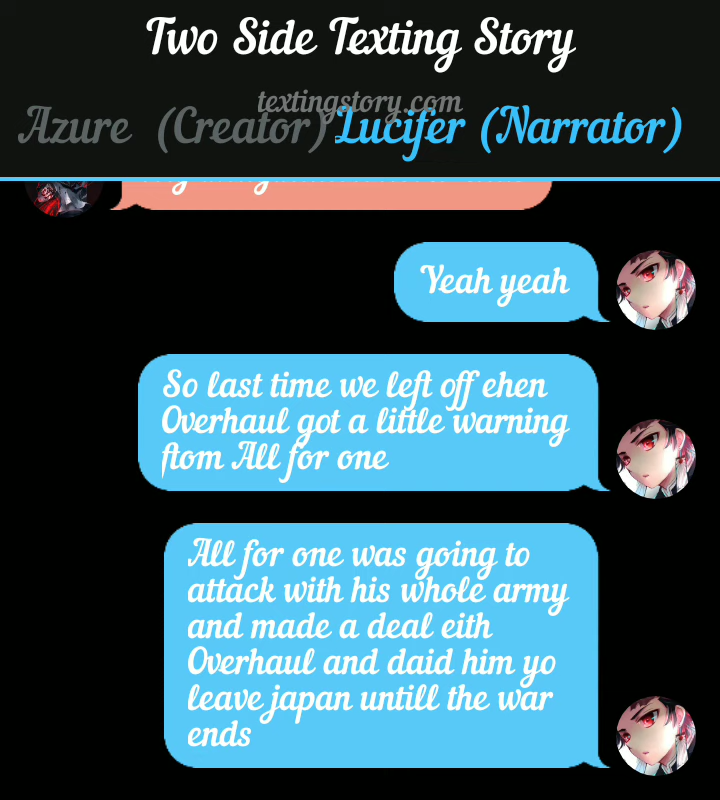 Two Side Texting Story
textingstory.com
Azure (Creator) Lucifer (Narrator)
Yeah yeah
So last time we left off ehen
Overhaul got a little warning
ftom All for one
All for one was going to
attack with his whole army
and made a deal eith
Overhaul and daid him yo
leave japan untill the war
ends